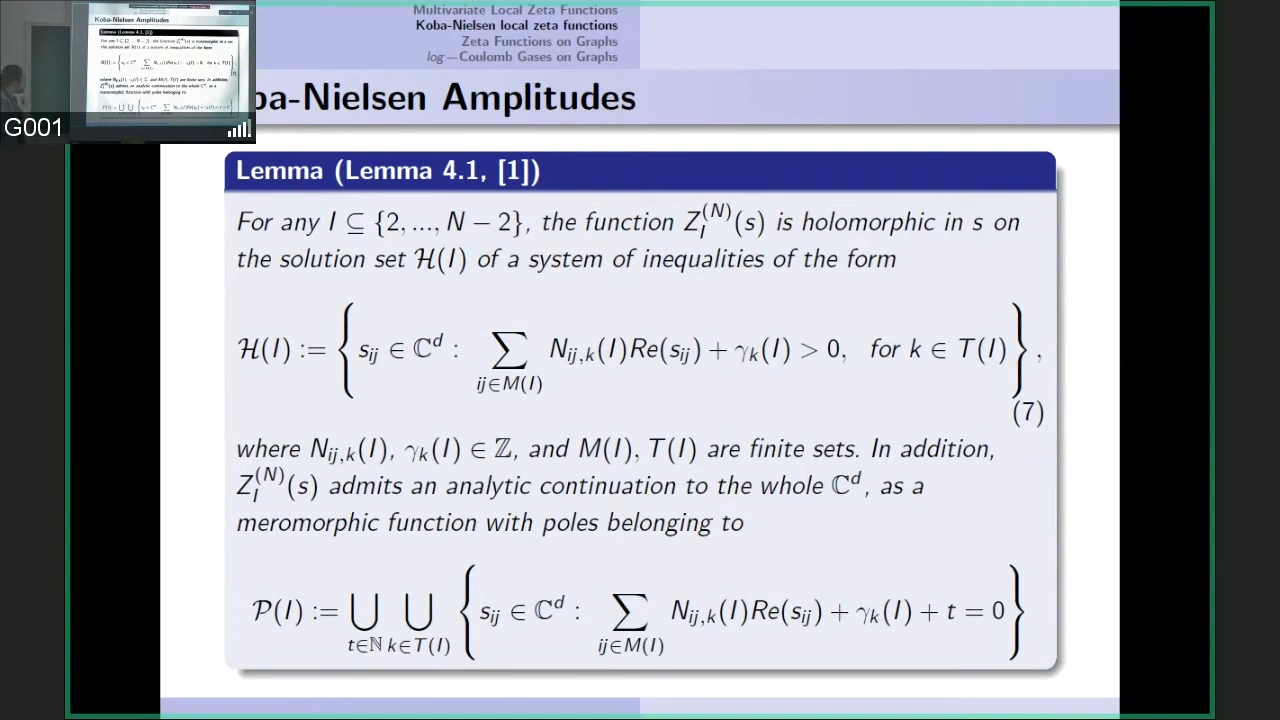 Multivariate Local Zeta Functions
Koba-Nielsen local zeta functions
Zeta Functions on Graphs
log−Coulomb Gases on Graphs
Koba-Nielsen Amplitudes
G001
ba-Nielsen Amplitudes
Lemma (Lemma 4.1, [1])
For any I ⊆ {2, ..., N − 2}, the function Z_I^{(N)}(s) is holomorphic in s on
the solution set ℋ(I) of a system of inequalities of the form
ℋ(I) := { s_{ij} ∈ ℂ^d : ∑_{ij∈M(I)} N_{ij,k}(I)Re(s_{ij}) + γ_k(I) > 0, for k ∈ T(I) },
(7)
where N_{ij,k}(I), γ_k(I) ∈ ℤ, and M(I), T(I) are finite sets. In addition,
Z_I^{(N)}(s) admits an analytic continuation to the whole ℂ^d, as a
meromorphic function with poles belonging to
𝒫(I) := ⋃_{t∈ℕ} ⋃_{k∈T(I)} { s_{ij} ∈ ℂ^d : ∑_{ij∈M(I)} N_{ij,k}(I)Re(s_{ij}) + γ_k(I) + t = 0 }